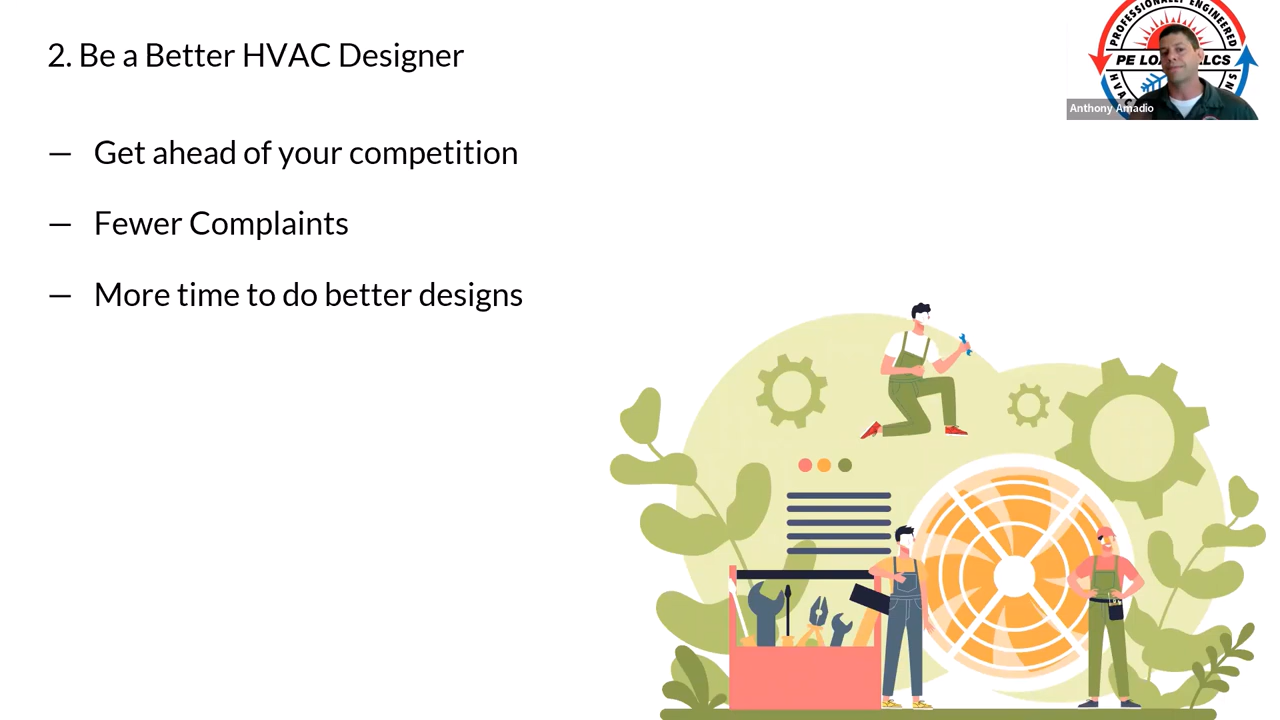 2. Be a Better HVAC Designer
— Get ahead of your competition
— Fewer Complaints
— More time to do better designs
PROFESSIONALLY ENGINEERED
PE LO
LCS
HVAC
Anthony Amadio